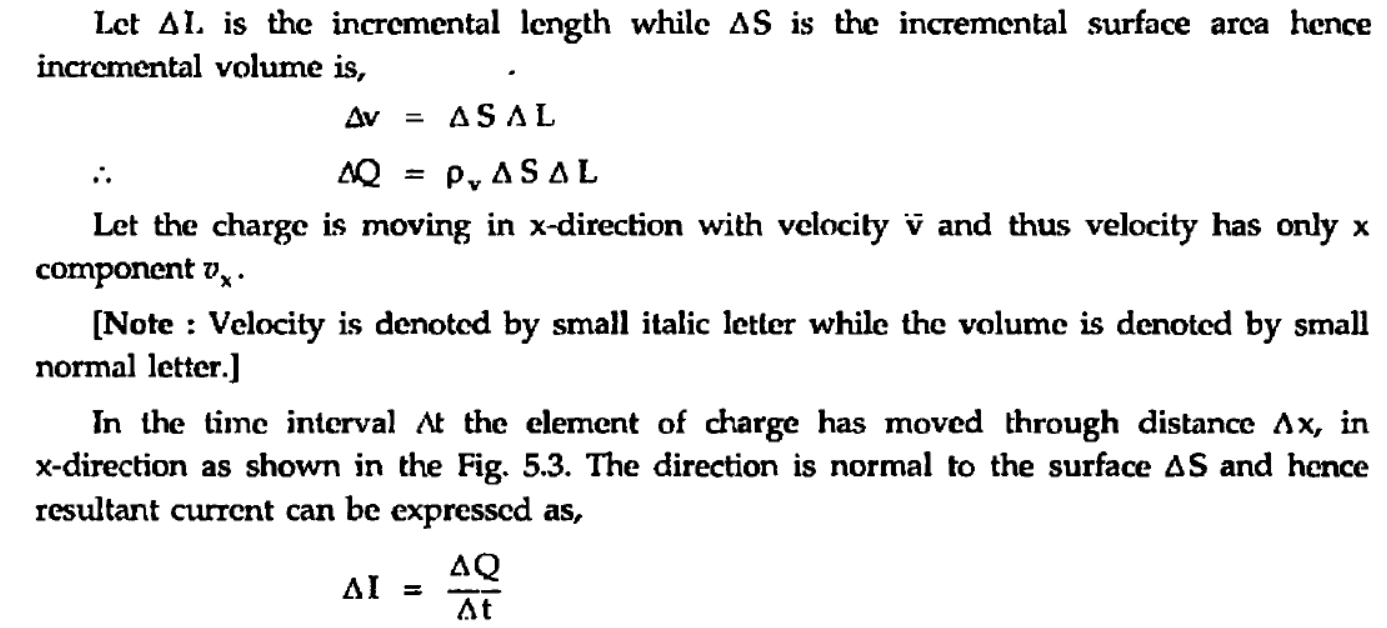 Let ΔL is the incremental length while ΔS is the incremental surface area hence
incremental volume is,
Δv = ΔS ΔL
∴ ΔQ = ρᵥ ΔS ΔL
Let the charge is moving in x-direction with velocity v̄ and thus velocity has only x
component vₓ.
[Note : Velocity is denoted by small italic letter while the volume is denoted by small
normal letter.]
In the time interval Δt the element of charge has moved through distance Δx, in
x-direction as shown in the Fig. 5.3. The direction is normal to the surface ΔS and hence
resultant current can be expressed as,
ΔI = ΔQ/Δt